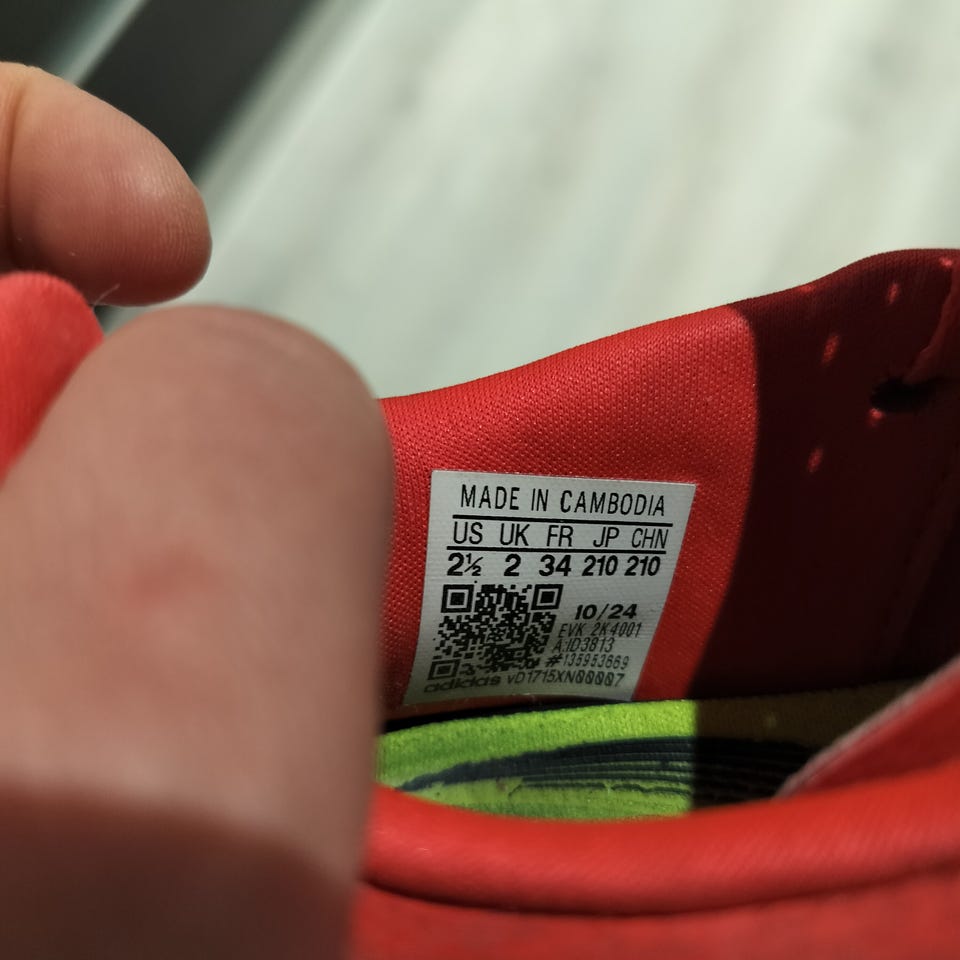 MADE IN CAMBODIA
US UK FR JP CHN
2½ 2 34 210 210
10/24
EVK 2K4001
A:ID3813
#135953669
adidas vD1715XN00007